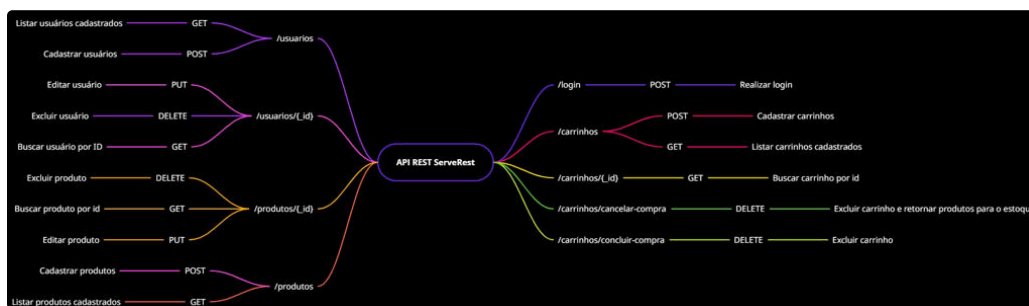 Listar usuários cadastrados GET
/usuarios
Cadastrar usuários POST
Editar usuário PUT
Excluir usuário DELETE /usuarios/{_id}
Buscar usuário por ID GET
Excluir produto DELETE
Buscar produto por id GET /produtos/{_id}
Editar produto PUT
Cadastrar produtos POST
/produtos
Listar produtos cadastrados GET
API REST ServeRest
/login POST Realizar login
POST Cadastrar carrinhos
/carrinhos
GET Listar carrinhos cadastrados
/carrinhos/{_id} GET Buscar carrinho por id
/carrinhos/cancelar-compra DELETE Excluir carrinho e retornar produtos para o estoqu
/carrinhos/concluir-compra DELETE Excluir carrinho